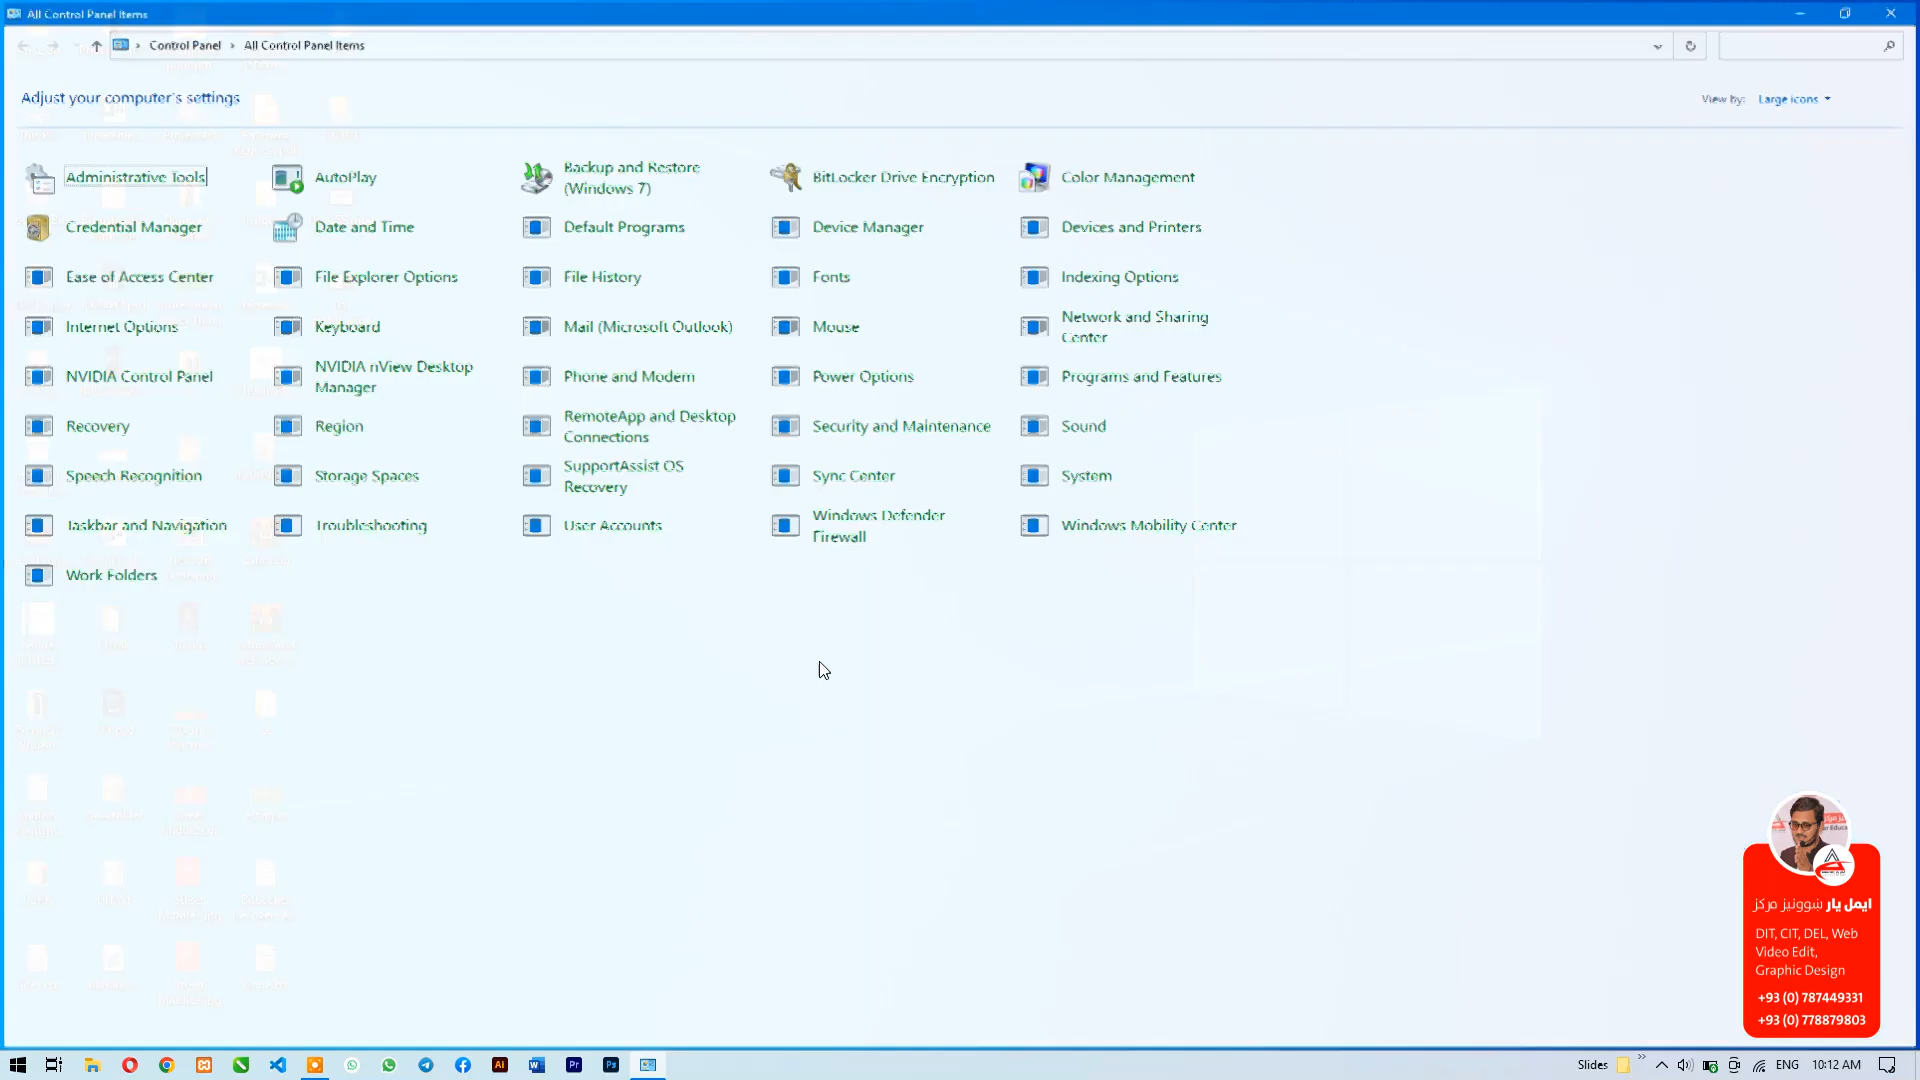 All Control Panel Items
Control Panel › All Control Panel Items
Adjust your computer's settings
View by: Large icons
Administrative Tools
AutoPlay
Backup and Restore
(Windows 7)
BitLocker Drive Encryption
Color Management
Credential Manager
Date and Time
Default Programs
Device Manager
Devices and Printers
Ease of Access Center
File Explorer Options
File History
Fonts
Indexing Options
Internet Options
Keyboard
Mail (Microsoft Outlook)
Mouse
Network and Sharing
Center
NVIDIA Control Panel
NVIDIA nView Desktop
Manager
Phone and Modem
Power Options
Programs and Features
Recovery
Region
RemoteApp and Desktop
Connections
Security and Maintenance
Sound
Speech Recognition
Storage Spaces
SupportAssist OS
Recovery
Sync Center
System
Taskbar and Navigation
Troubleshooting
User Accounts
Windows Defender
Firewall
Windows Mobility Center
Work Folders
ایمل یار ښوونیز مرکز
DIT, CIT, DEL, Web
Video Edit,
Graphic Design
+93 (0) 787449331
+93 (0) 778879803
Ai
Pr
Ps
Slides
ENG
10:12 AM